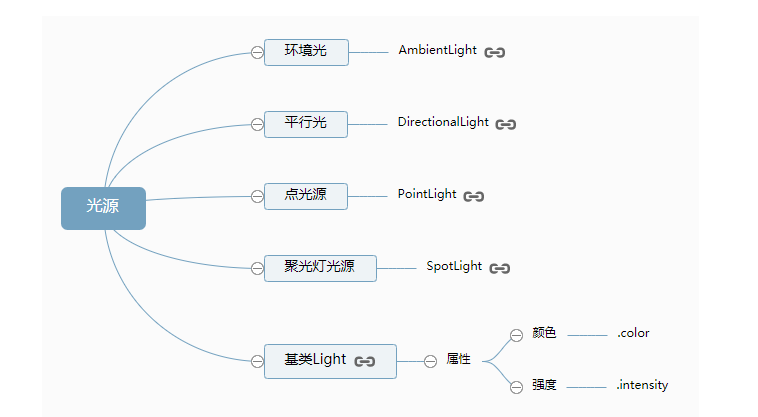 环境光 AmbientLight
平行光 DirectionalLight
光源
点光源 PointLight
聚光灯光源 SpotLight
基类Light 属性
颜色 .color
强度 .intensity